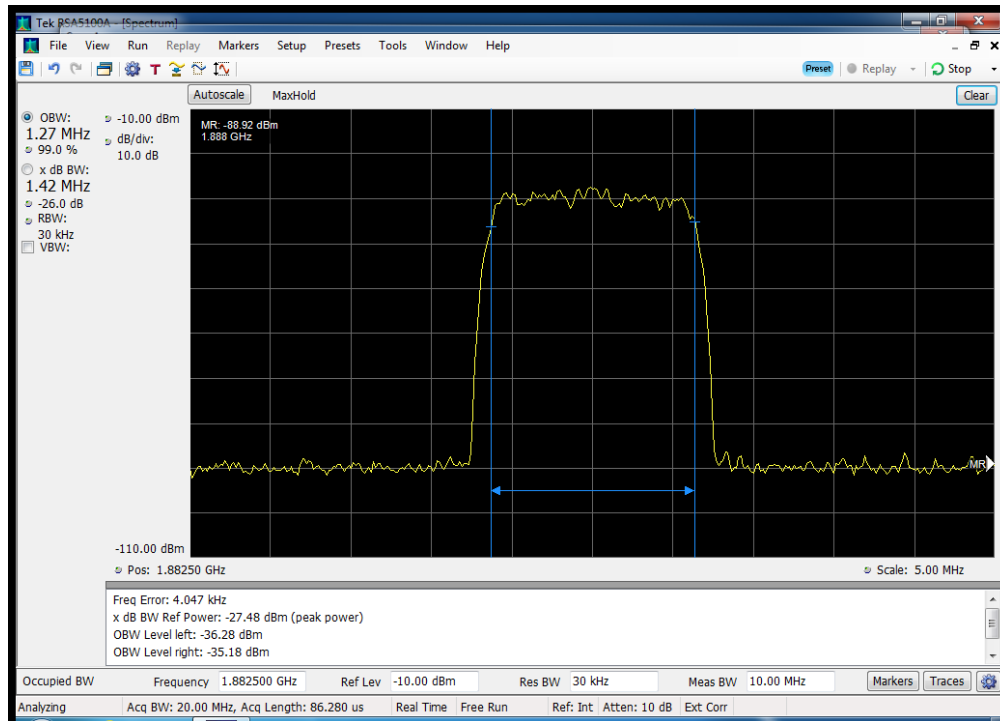 Tek RSA5100A - [Spectrum]
File View Run Replay Markers Setup Presets Tools Window Help
T Preset Replay Stop
Autoscale MaxHold Clear
OBW:
1.27 MHz
99.0 %
x dB BW:
1.42 MHz
-26.0 dB
RBW:
30 kHz
VBW:
-10.00 dBm
dB/div:
10.0 dB
MR: -88.92 dBm
1.888 GHz
MR
-110.00 dBm
Pos: 1.88250 GHz Scale: 5.00 MHz
Freq Error: 4.047 kHz
x dB BW Ref Power: -27.48 dBm (peak power)
OBW Level left: -36.28 dBm
OBW Level right: -35.18 dBm
Occupied BW Frequency 1.882500 GHz Ref Lev -10.00 dBm Res BW 30 kHz Meas BW 10.00 MHz Markers Traces
Analyzing Acq BW: 20.00 MHz, Acq Length: 86.280 us Real Time Free Run Ref: Int Atten: 10 dB Ext Corr